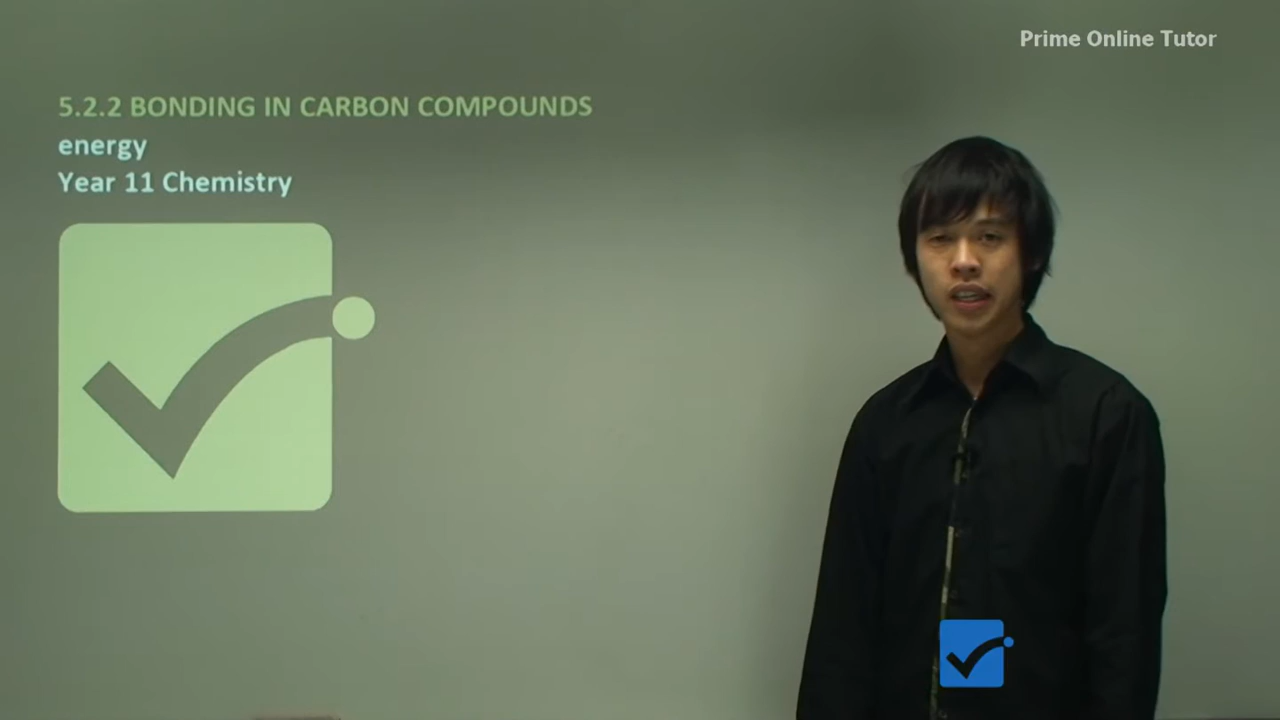 Prime Online Tutor
5.2.2 BONDING IN CARBON COMPOUNDS
energy
Year 11 Chemistry